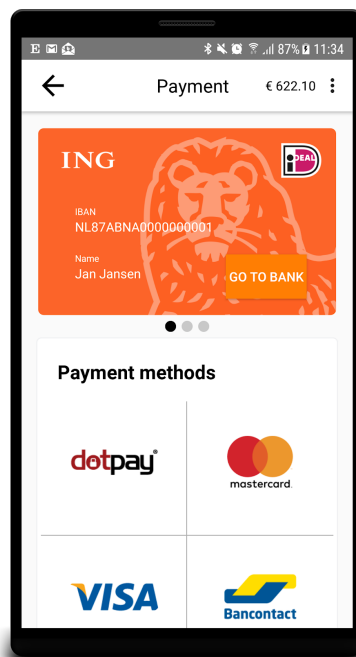 E M 87% 11:34
Payment € 622.10
ING iDEAL
IBAN
NL87ABNA0000000001
Name
Jan Jansen
GO TO BANK
Payment methods
dotpay®
mastercard.
VISA
Bancontact